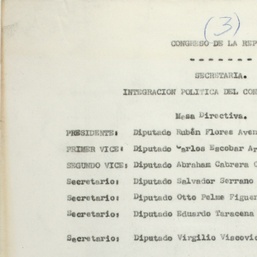 (3)
CONGRESO DE LA REP
SECRETARIA.
INTEGRACION POLITICA DEL CON
Mesa Directiva.
PRESIDENTE: Diputado Rubén Flores Aven
PRIMER VICE: Diputado Carlos Escobar Ar
SEGUNDO VICE: Diputado Abraham Cabrera C
Secretario: Diputado Salvador Serrano
Secretario: Diputado Otto Palma Figue
Secretario: Diputado Eduardo Taracena
Secretario: Diputado Virgilio Viscovic